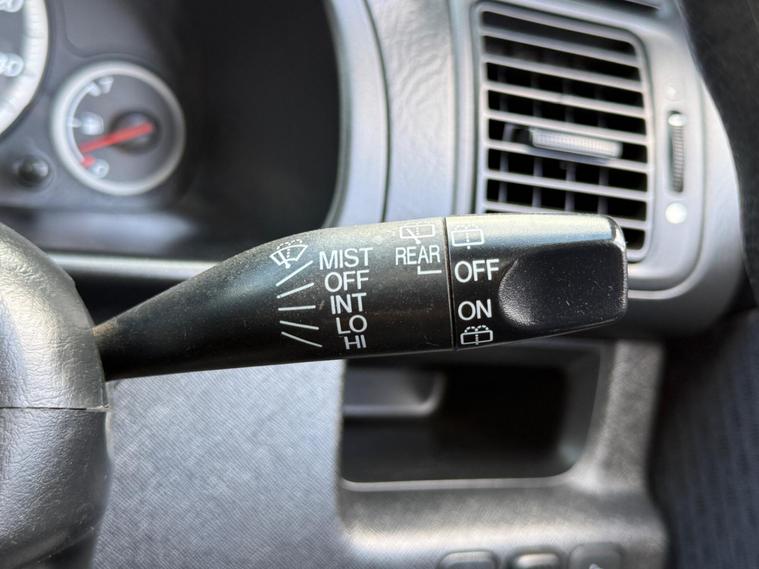 MIST
OFF
INT
LO
HI
REAR
OFF
ON